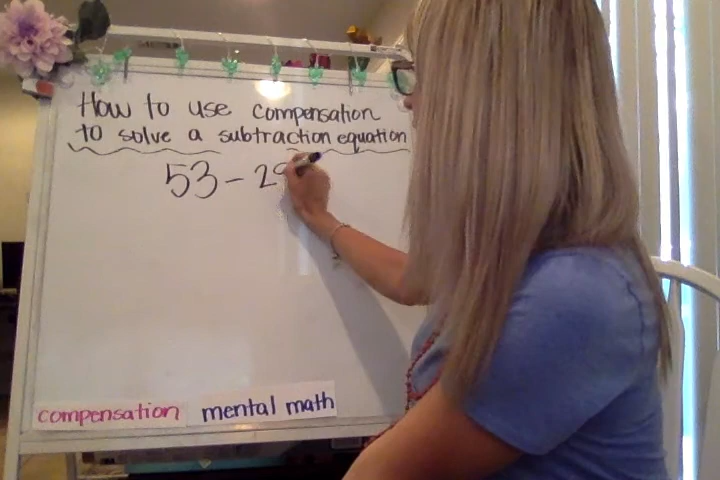 How to use compensation
to solve a subtraction equation
53 - 2
compensation
mental math